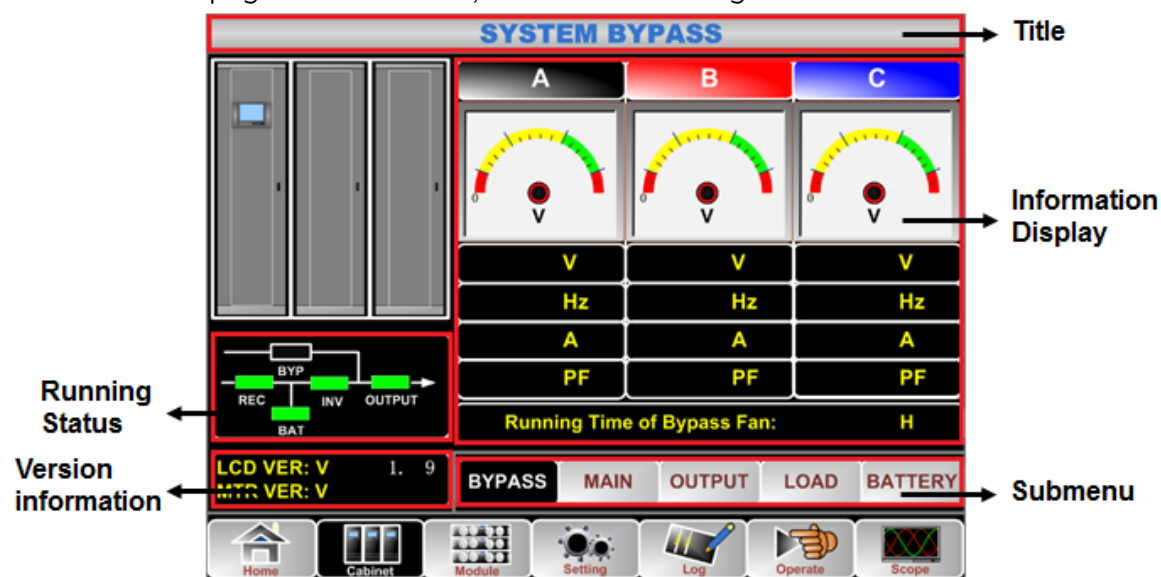 SYSTEM BYPASS
Title
A B C
0 0 0
V V V
Information
Display
V V V
Hz Hz Hz
A A A
PF PF PF
Running Time of Bypass Fan: H
BYP
REC INV OUTPUT
BAT
Running
Status
LCD VER: V 1. 9
MTR VER: V
Version
information
BYPASS MAIN OUTPUT LOAD BATTERY
Submenu
Home Cabinet Module Setting Log Operate Scope